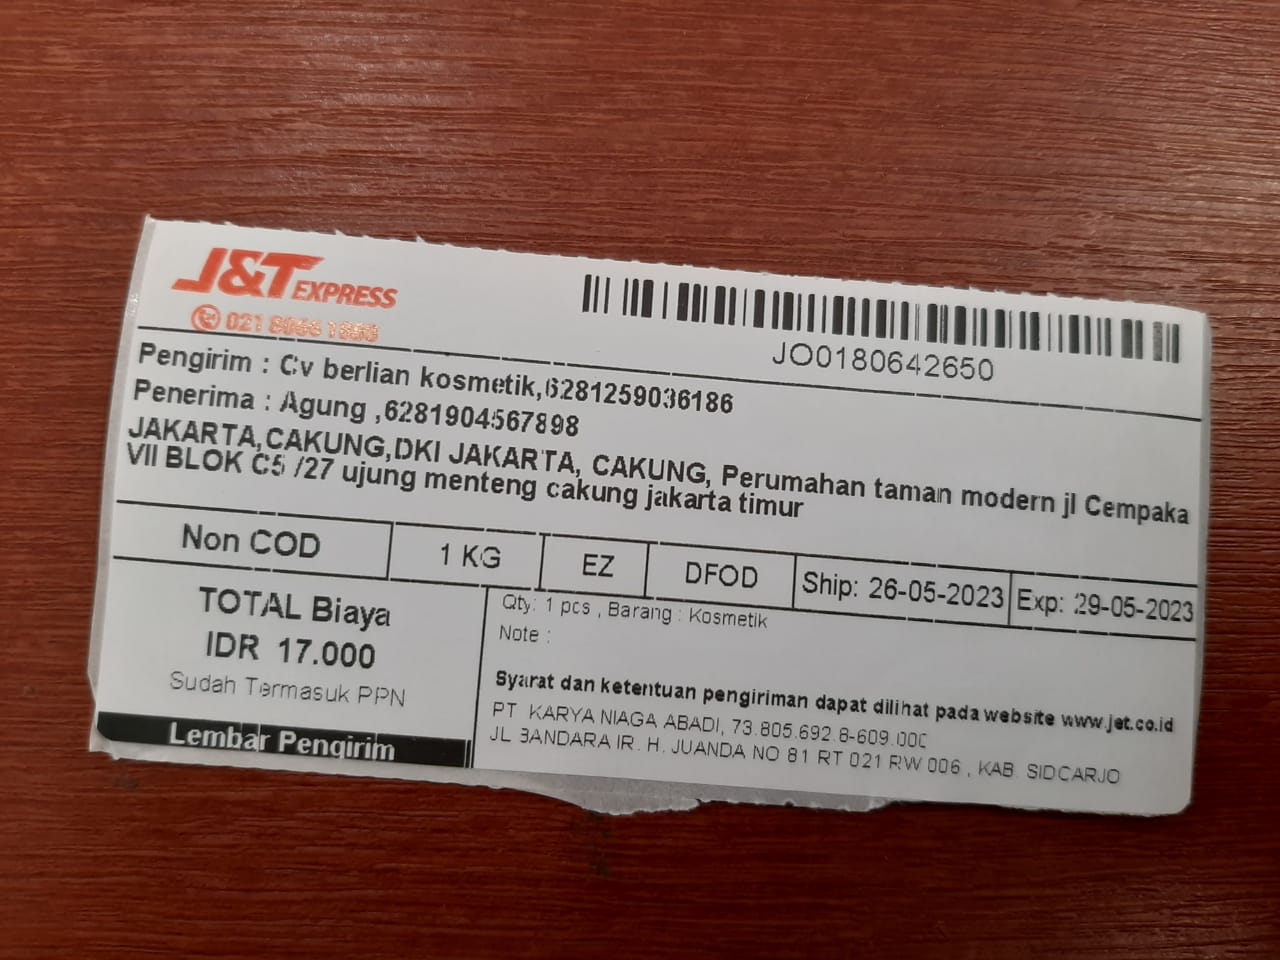 J&T EXPRESS
021 8066 1888
JO0180642650
Pengirim : Cv berlian kosmetik,6281259036186
Penerima : Agung ,6281904567898
JAKARTA,CAKUNG,DKI JAKARTA, CAKUNG, Perumahan taman modern jl Cempaka
VII BLOK C5 /27 ujung menteng cakung jakarta timur
Non COD 1 KG EZ DFOD Ship: 26-05-2023 Exp: 29-05-2023
TOTAL Biaya
IDR 17.000
Sudah Termasuk PPN
Lembar Pengirim
Qty: 1 pcs , Barang : Kosmetik
Note :
Syarat dan ketentuan pengiriman dapat dilihat pada website www.jet.co.id
PT. KARYA NIAGA ABADI, 73.805.692.8-609.000
JL BANDARA IR. H. JUANDA NO 81 RT 021 RW 006 , KAB. SIDOARJO